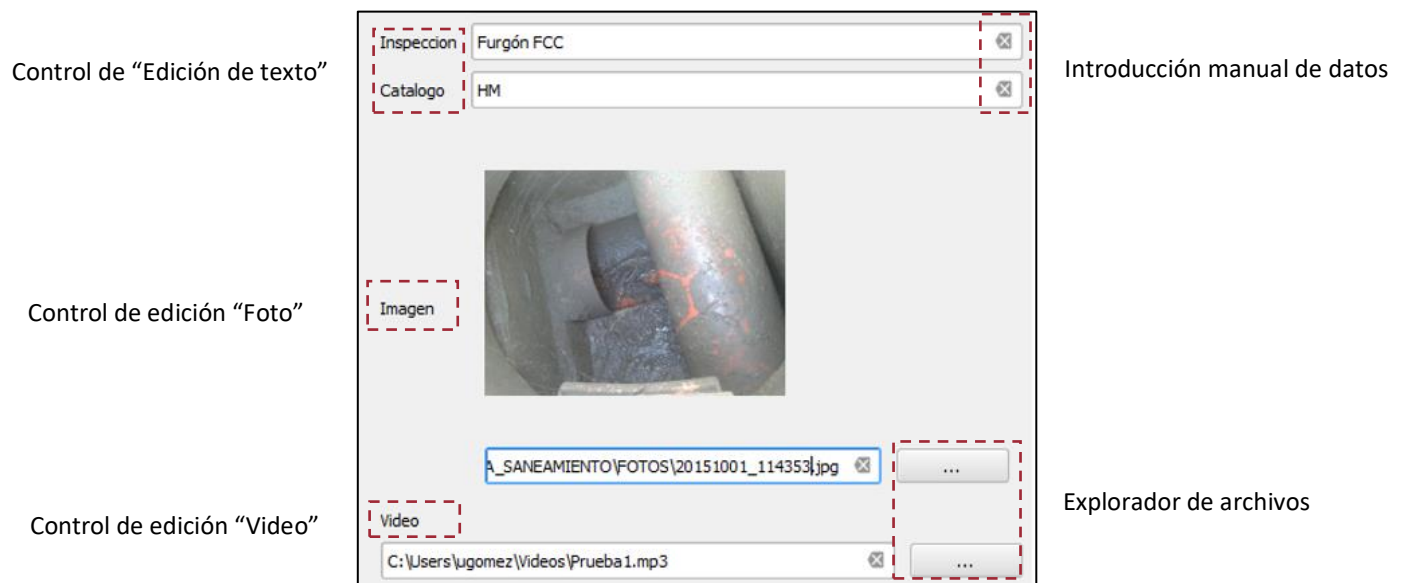 Inspeccion Furgón FCC
Control de “Edición de texto”
Introducción manual de datos
Catalogo HM
Control de edición “Foto”
Imagen
A_SANEAMIENTO\FOTOS\20151001_114353.jpg ...
Explorador de archivos
Control de edición “Video”
Video
C:\Users\ugomez\Videos\Prueba1.mp3 ...